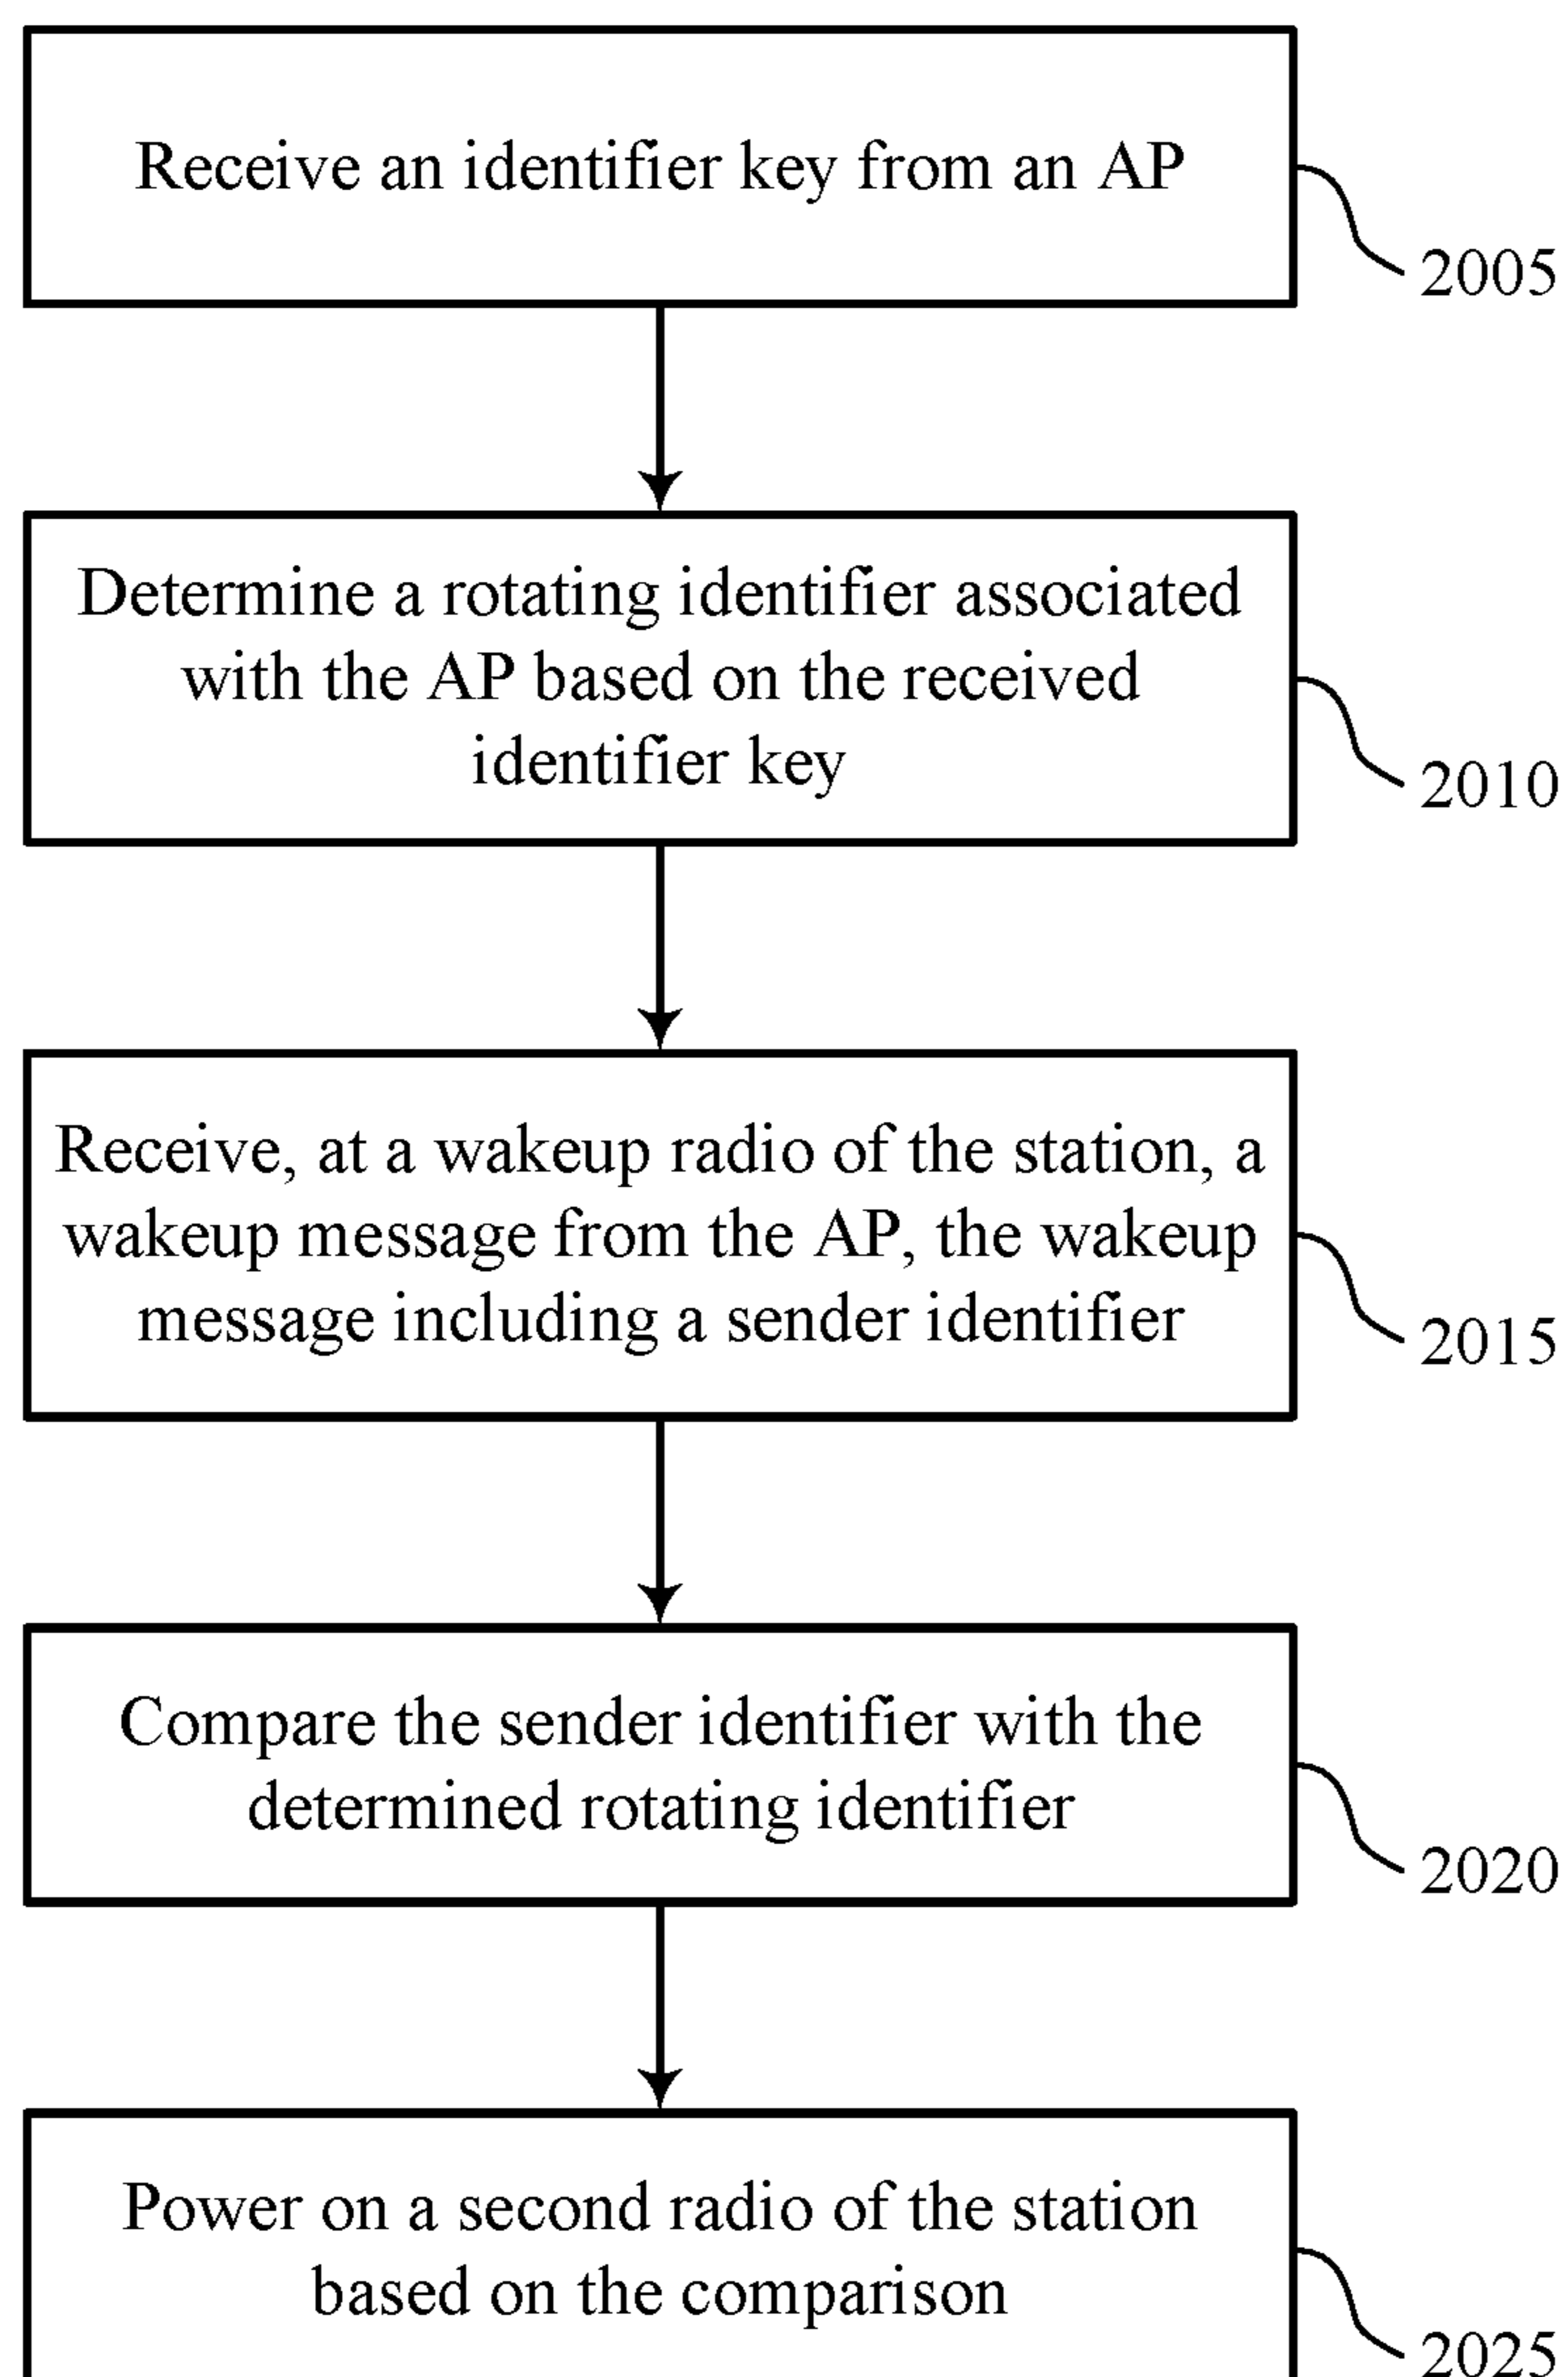 Receive an identifier key from an AP
2005
Determine a rotating identifier associated
with the AP based on the received
identifier key
2010
Receive, at a wakeup radio of the station, a
wakeup message from the AP, the wakeup
message including a sender identifier
2015
Compare the sender identifier with the
determined rotating identifier
2020
Power on a second radio of the station
based on the comparison
2025